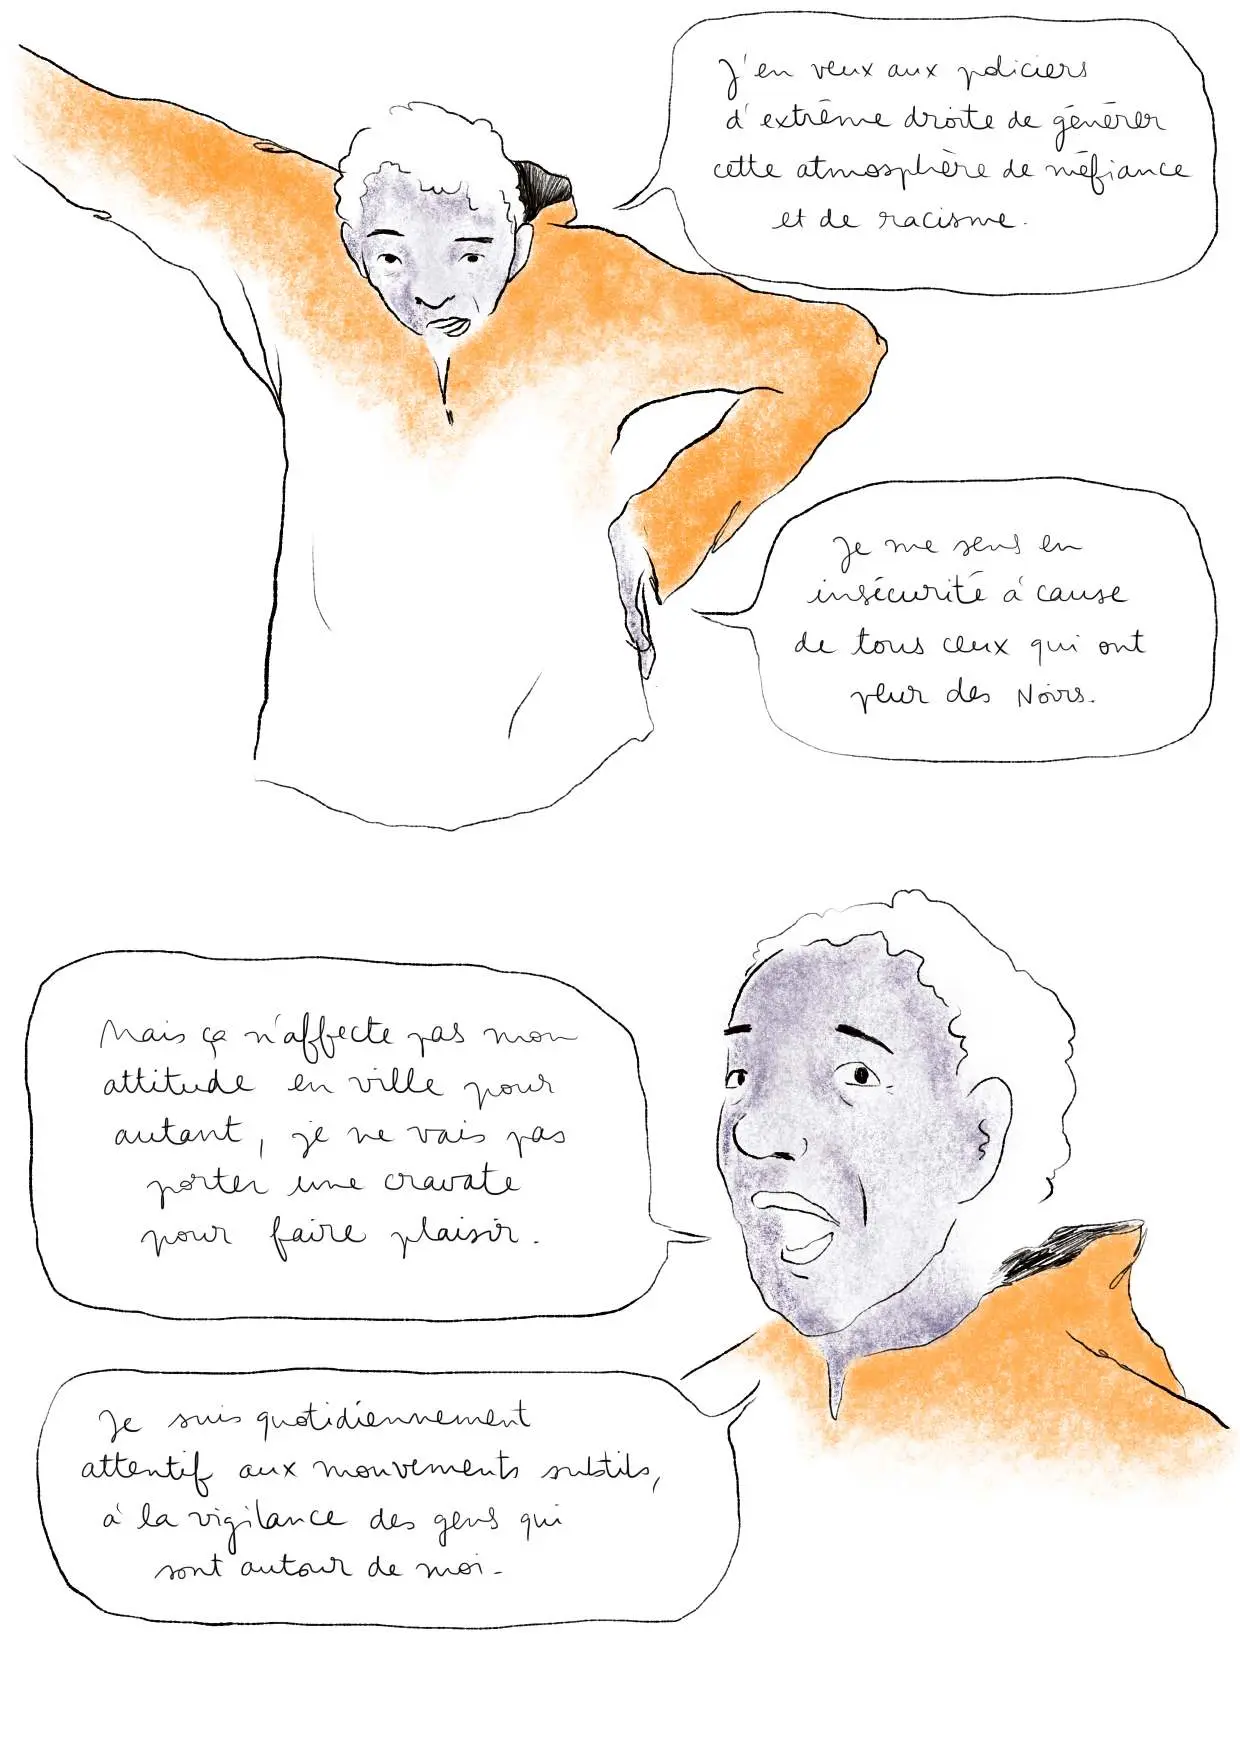 J'en veux aux policiers
d'extrême droite de générer
cette atmosphère de méfiance
et de racisme.
Je me sens en
insécurité à cause
de tous ceux qui ont
peur des Noirs.
Mais ça n'affecte pas mon
attitude en ville pour
autant, je ne vais pas
porter une cravate
pour faire plaisir.
Je suis quotidiennement
attentif aux mouvements subtils,
à la vigilance des gens qui
sont autour de moi.